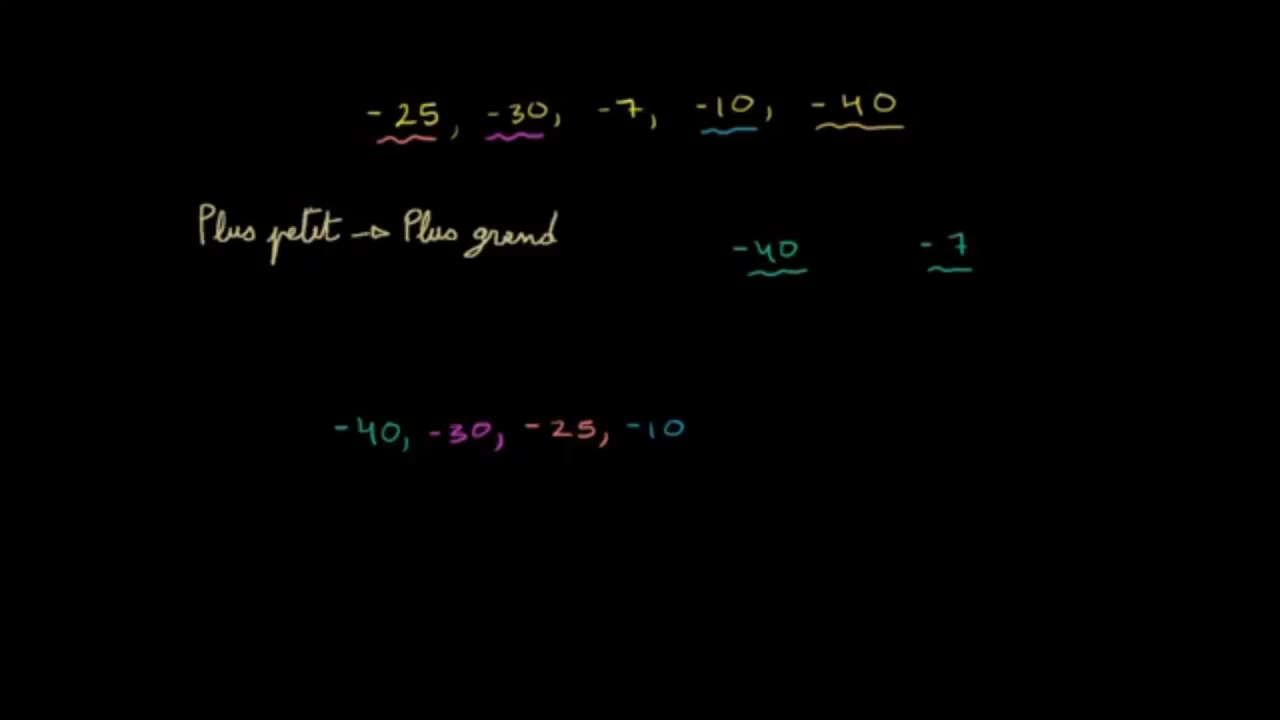 -25, -30, -7, -10, -40
Plus petit → Plus grand
-40 -7
-40, -30, -25, -10